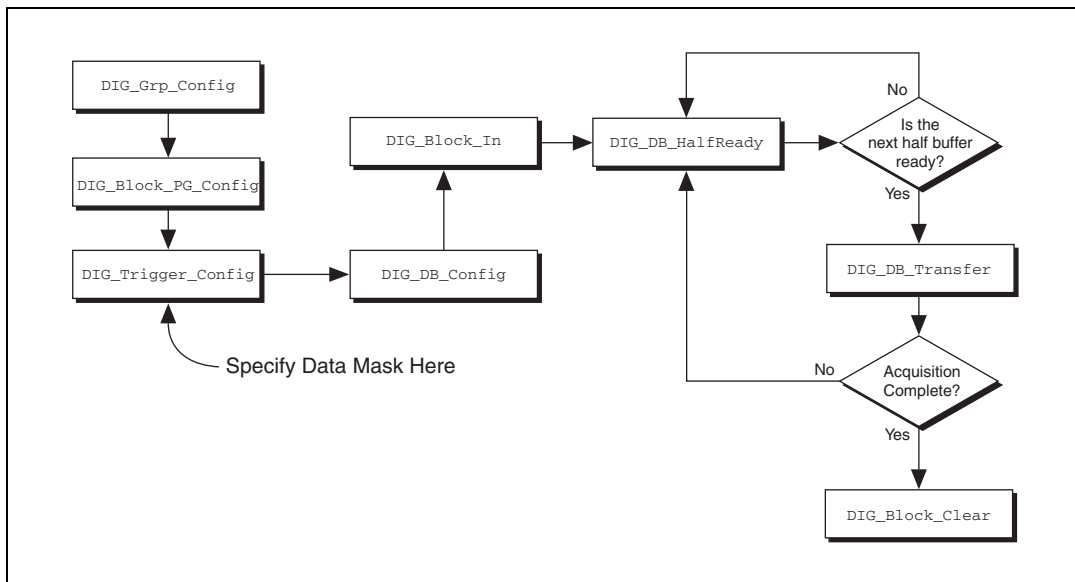 DIG_Grp_Config
DIG_Block_PG_Config
DIG_Trigger_Config
Specify Data Mask Here
DIG_DB_Config
DIG_Block_In
DIG_DB_HalfReady
No
Is the
next half buffer
ready?
Yes
DIG_DB_Transfer
No
Acquisition
Complete?
Yes
DIG_Block_Clear